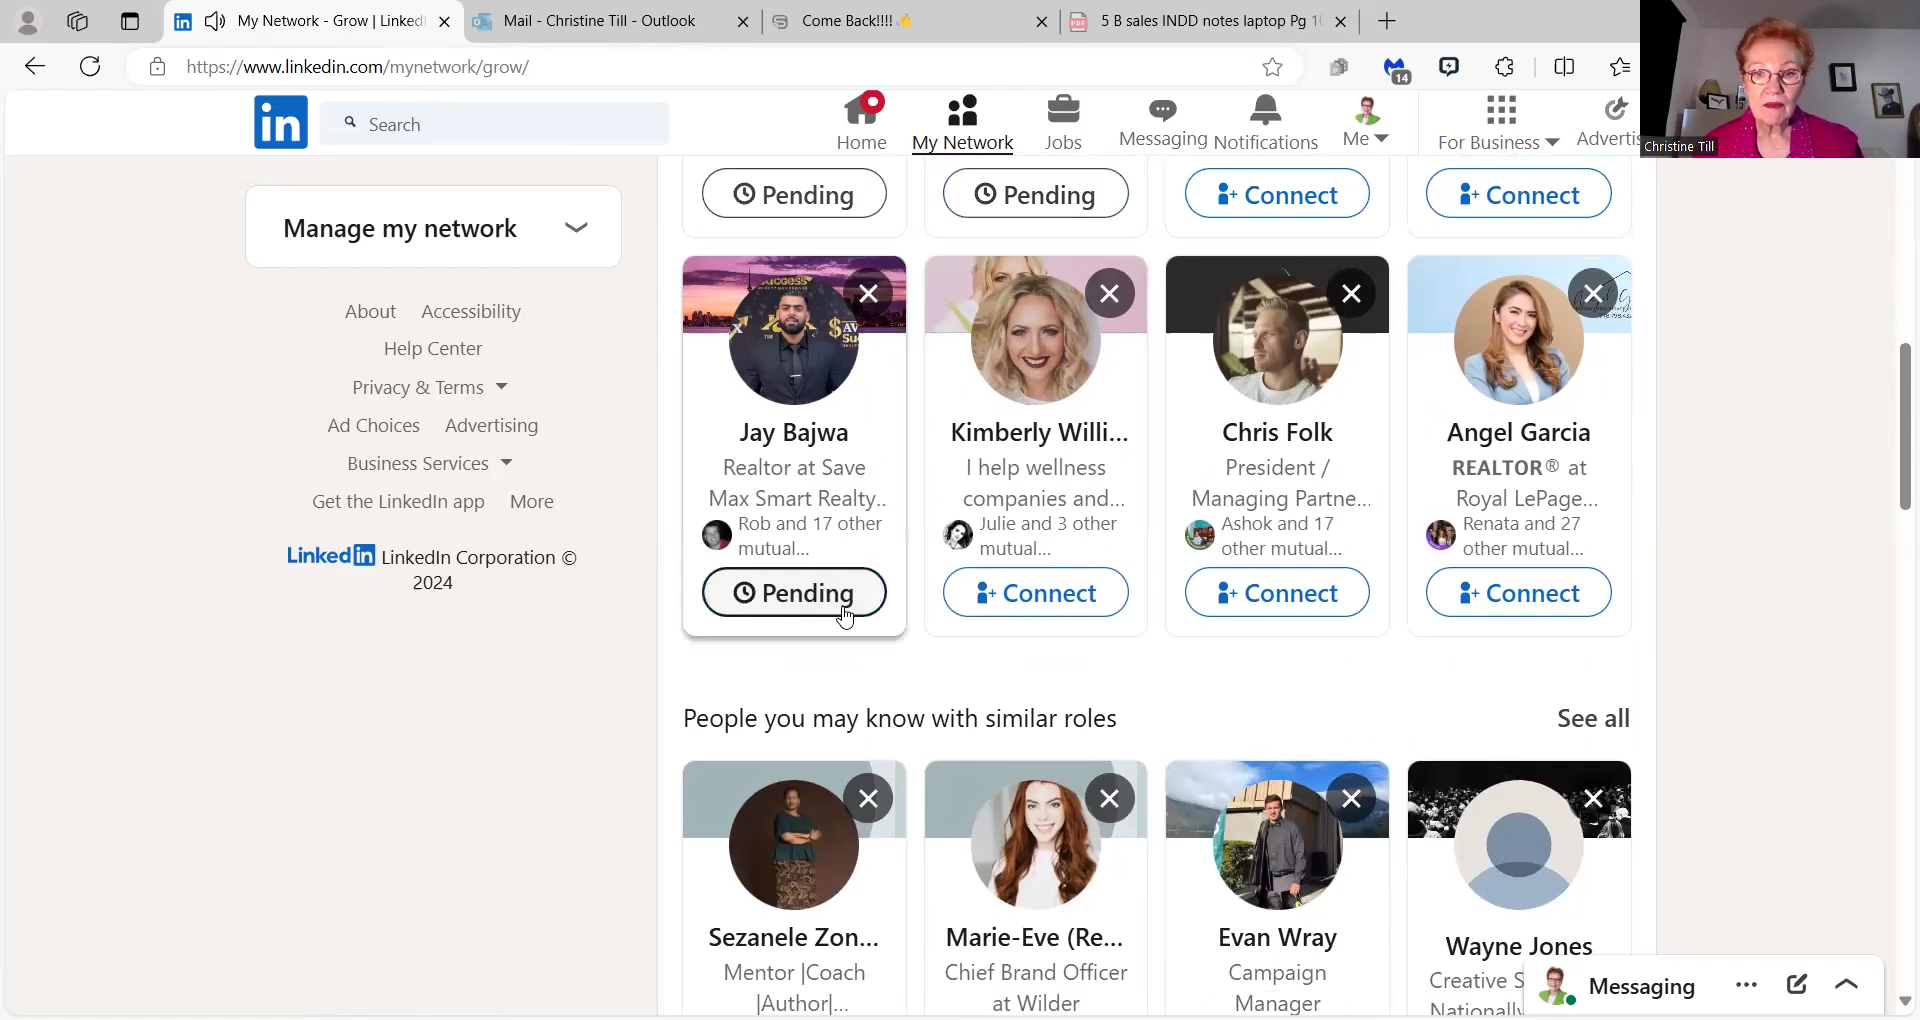 My Network - Grow | LinkedI
Mail - Christine Till - Outlook
Come Back!!!!
5 B sales INDD notes laptop Pg 10
https://www.linkedin.com/mynetwork/grow/
14
Christine Till
in
Search
Home
My Network
Jobs
Messaging
Notifications
Me
For Business
Adverti
Manage my network
About Accessibility
Help Center
Privacy & Terms
Ad Choices Advertising
Business Services
Get the LinkedIn app More
LinkedIn LinkedIn Corporation ©
2024
Pending
Pending
Connect
Connect
Jay Bajwa
Realtor at Save
Max Smart Realty..
Rob and 17 other
mutual...
Pending
Kimberly Willi...
I help wellness
companies and...
Julie and 3 other
mutual...
Connect
Chris Folk
President /
Managing Partne...
Ashok and 17
other mutual...
Connect
Angel Garcia
REALTOR® at
Royal LePage...
Renata and 27
other mutual...
Connect
People you may know with similar roles
See all
Sezanele Zon...
Mentor |Coach
|Author|...
Marie-Eve (Re...
Chief Brand Officer
at Wilder
Evan Wray
Campaign
Manager
Wayne Jones
Creative S
Nationally
Messaging